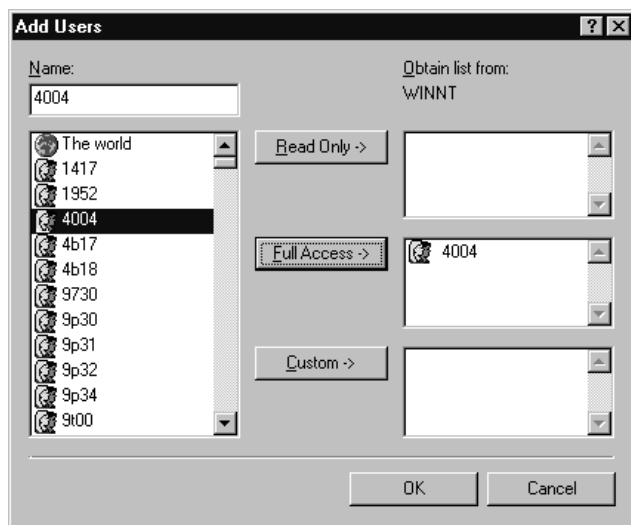 Add Users
Name:
4004
Obtain list from:
WINNT
The world
1417
1952
4004
4b17
4b18
9730
9p30
9p31
9p32
9p34
9t00
Read Only ->
Full Access ->
4004
Custom ->
OK
Cancel